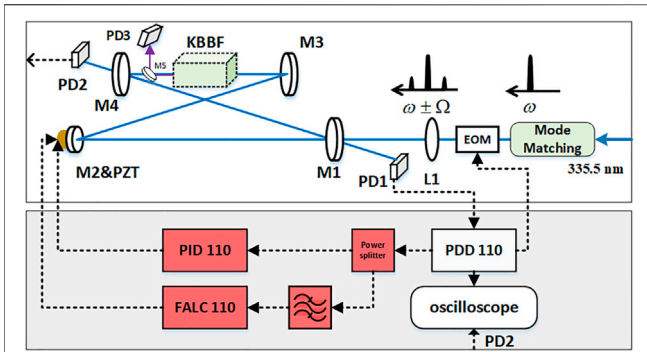 PD3
KBBF
M3
M5
PD2
M4
ω ± Ω
ω
EOM
Mode
Matching
M2&PZT
M1
PD1
L1
335.5 nm
PID 110
Power
splitter
PDD 110
FALC 110
oscilloscope
PD2